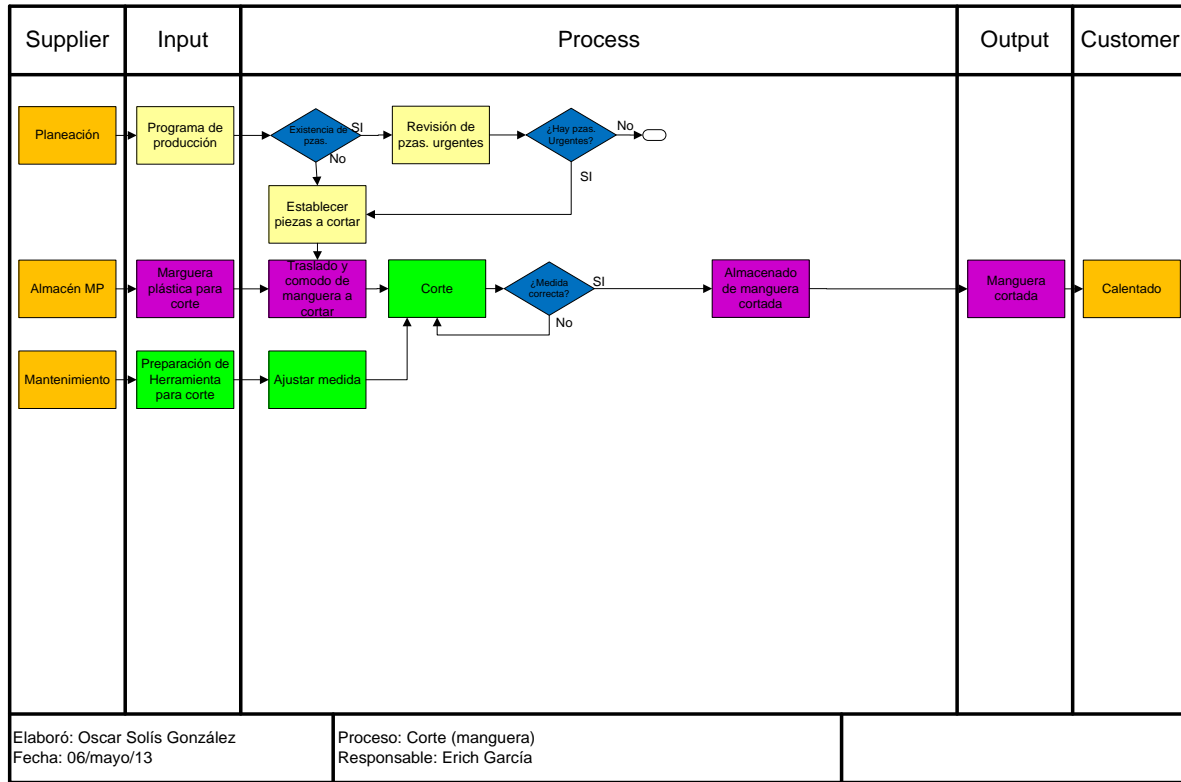 Supplier
Input
Process
Output
Customer
Planeación
Programa de
producción
Existencia de
pzas.
SI
No
Revisión de
pzas. urgentes
¿Hay pzas.
Urgentes?
No
SI
Establecer
piezas a cortar
Almacén MP
Marguera
plástica para
corte
Traslado y
comodo de
manguera a
cortar
Corte
¿Medida
correcta?
SI
No
Almacenado
de manguera
cortada
Manguera
cortada
Calentado
Mantenimiento
Preparación de
Herramienta
para corte
Ajustar medida
Elaboró: Oscar Solís González
Fecha: 06/mayo/13
Proceso: Corte (manguera)
Responsable: Erich García